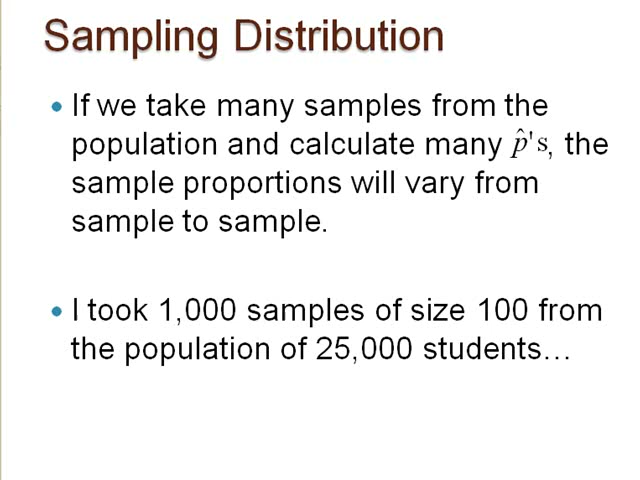 Sampling Distribution
• If we take many samples from the
population and calculate many p̂'s, the
sample proportions will vary from
sample to sample.
• I took 1,000 samples of size 100 from
the population of 25,000 students…